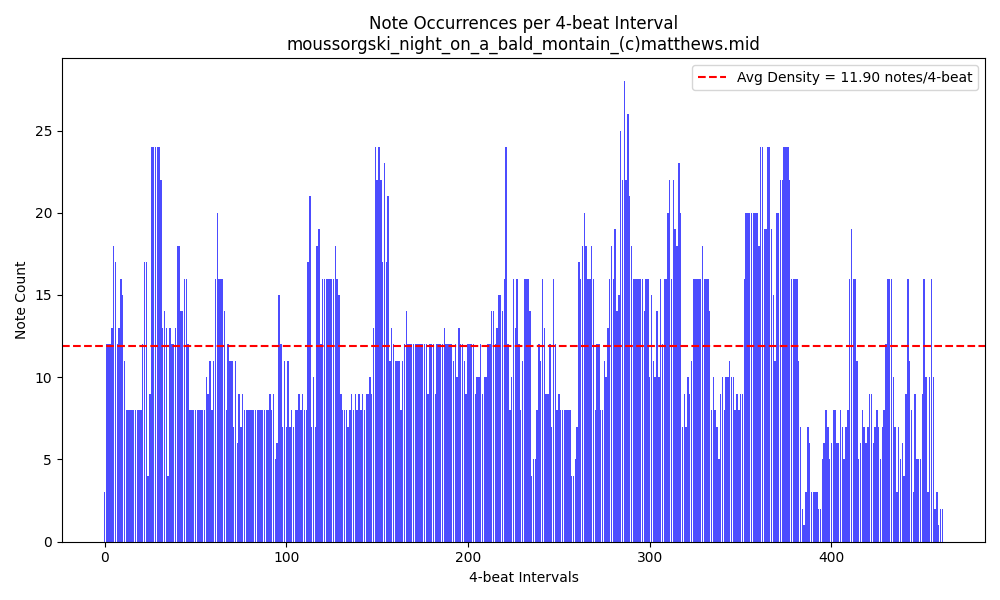 Note Occurrences per 4-beat Interval
moussorgski_night_on_a_bald_montain_(c)matthews.mid
Avg Density = 11.90 notes/4-beat
Note Count
25
20
15
10
5
0
0 100 200 300 400
4-beat Intervals